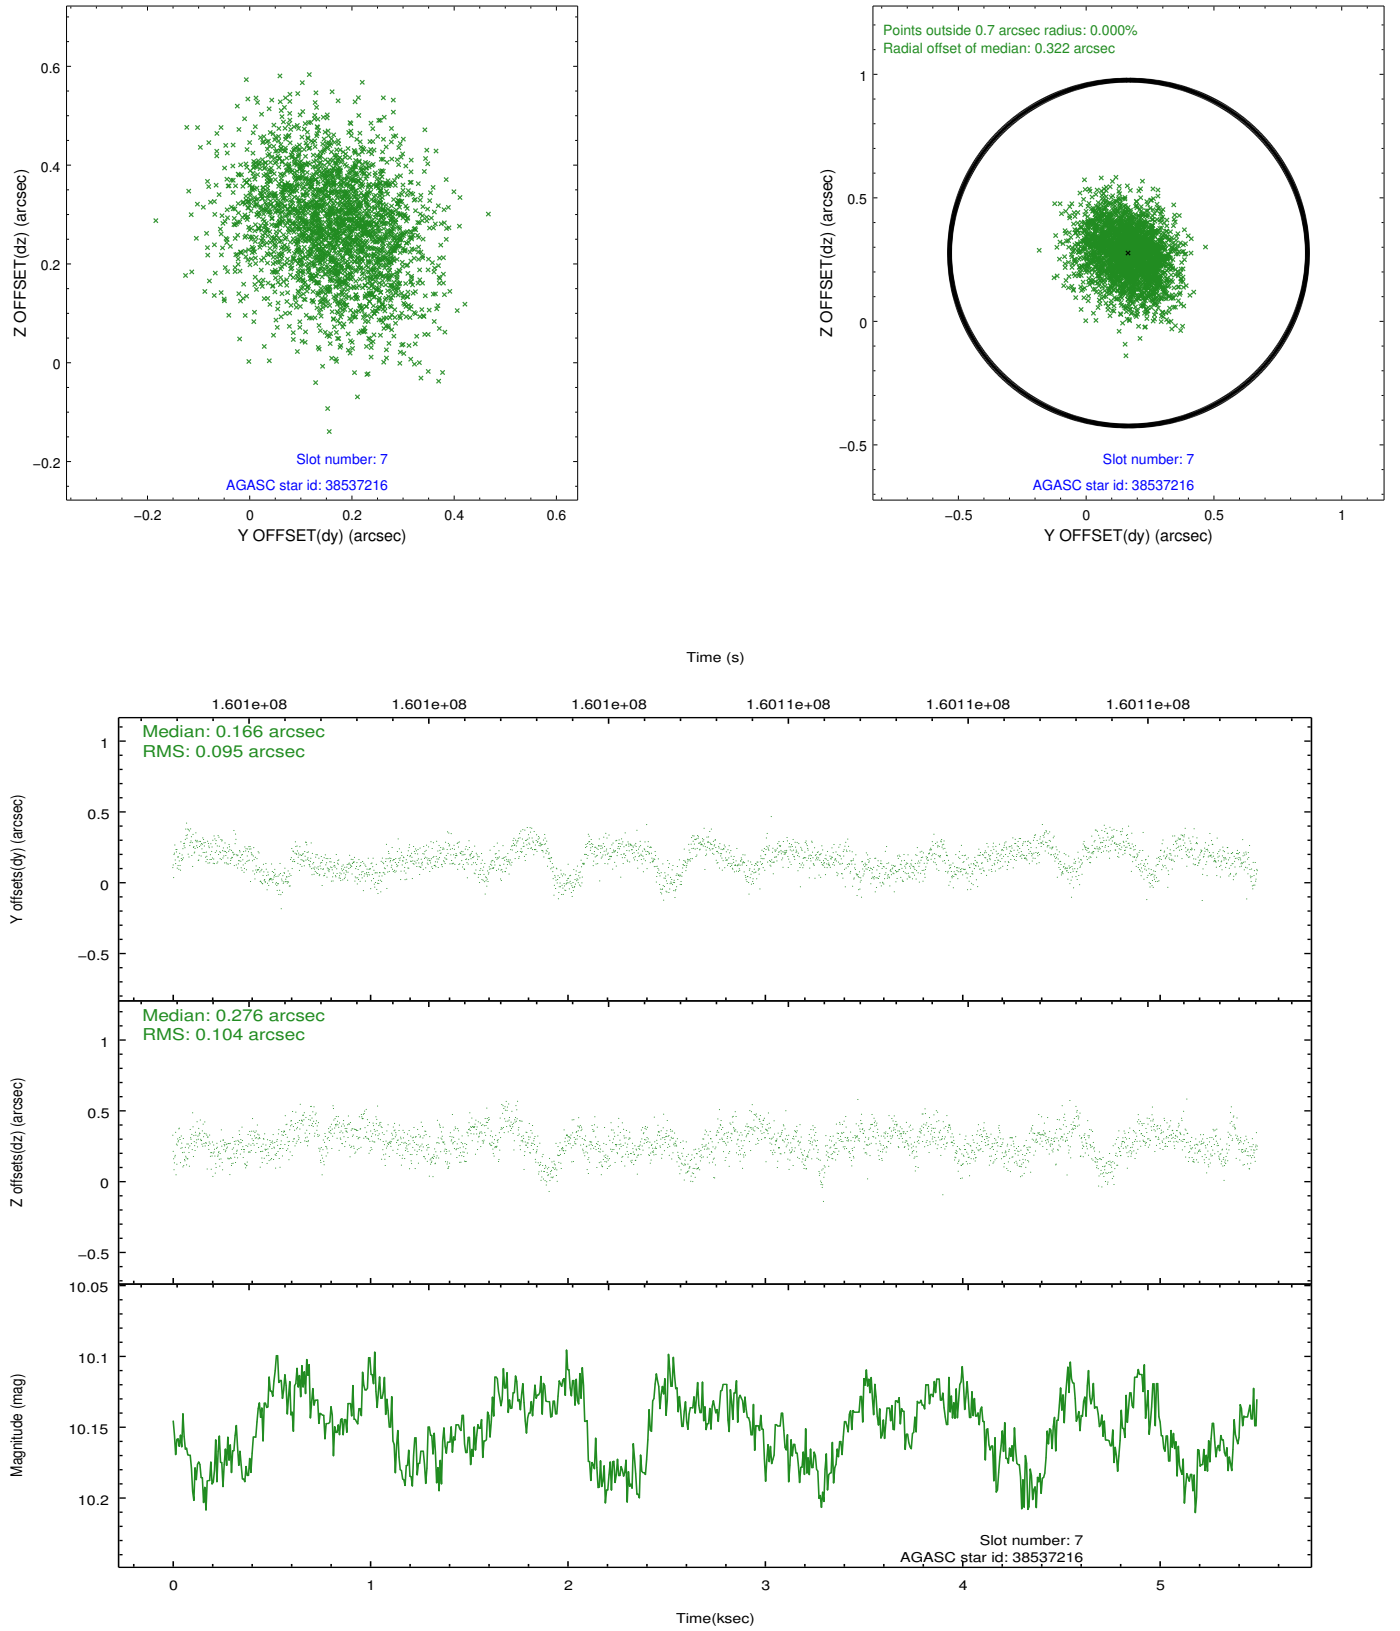 0.6
0.4
0.2
0
−0.2
Z OFFSET(dz) (arcsec)
Slot number: 7
AGASC star id: 38537216
−0.2 0 0.2 0.4 0.6
Y OFFSET(dy) (arcsec)
Points outside 0.7 arcsec radius: 0.000%
Radial offset of median: 0.322 arcsec
1
0.5
0
−0.5
Z OFFSET(dz) (arcsec)
Slot number: 7
AGASC star id: 38537216
−0.5 0 0.5 1
Y OFFSET(dy) (arcsec)
Time (s)
1.601e+08 1.601e+08 1.601e+08 1.6011e+08 1.6011e+08 1.6011e+08
Median: 0.166 arcsec
RMS: 0.095 arcsec
1
0.5
0
−0.5
Y offsets(dy) (arcsec)
Median: 0.276 arcsec
RMS: 0.104 arcsec
1
0.5
0
−0.5
Z offsets(dz) (arcsec)
10.05
10.1
10.15
10.2
Magnitude (mag)
Slot number: 7
AGASC star id: 38537216
0 1 2 3 4 5
Time(ksec)